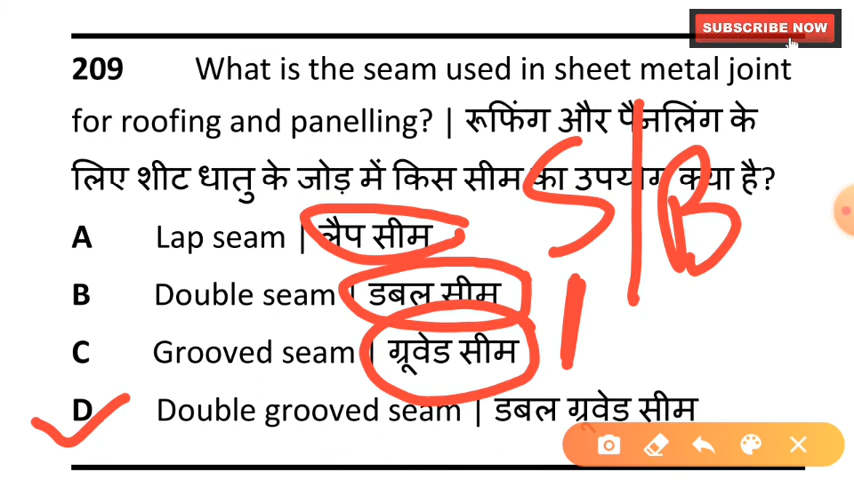 SUBSCRIBE NOW
209 What is the seam used in sheet metal joint
for roofing and panelling? | रूफिंग और पैनलिंग के
लिए शीट धातु के जोड़ में किस सीम का उपयोग क्या है?
A Lap seam | लैप सीम
B Double seam | डबल सीम
C Grooved seam | ग्रूवेड सीम
D Double grooved seam | डबल ग्रूवेड सीम
S | B
1